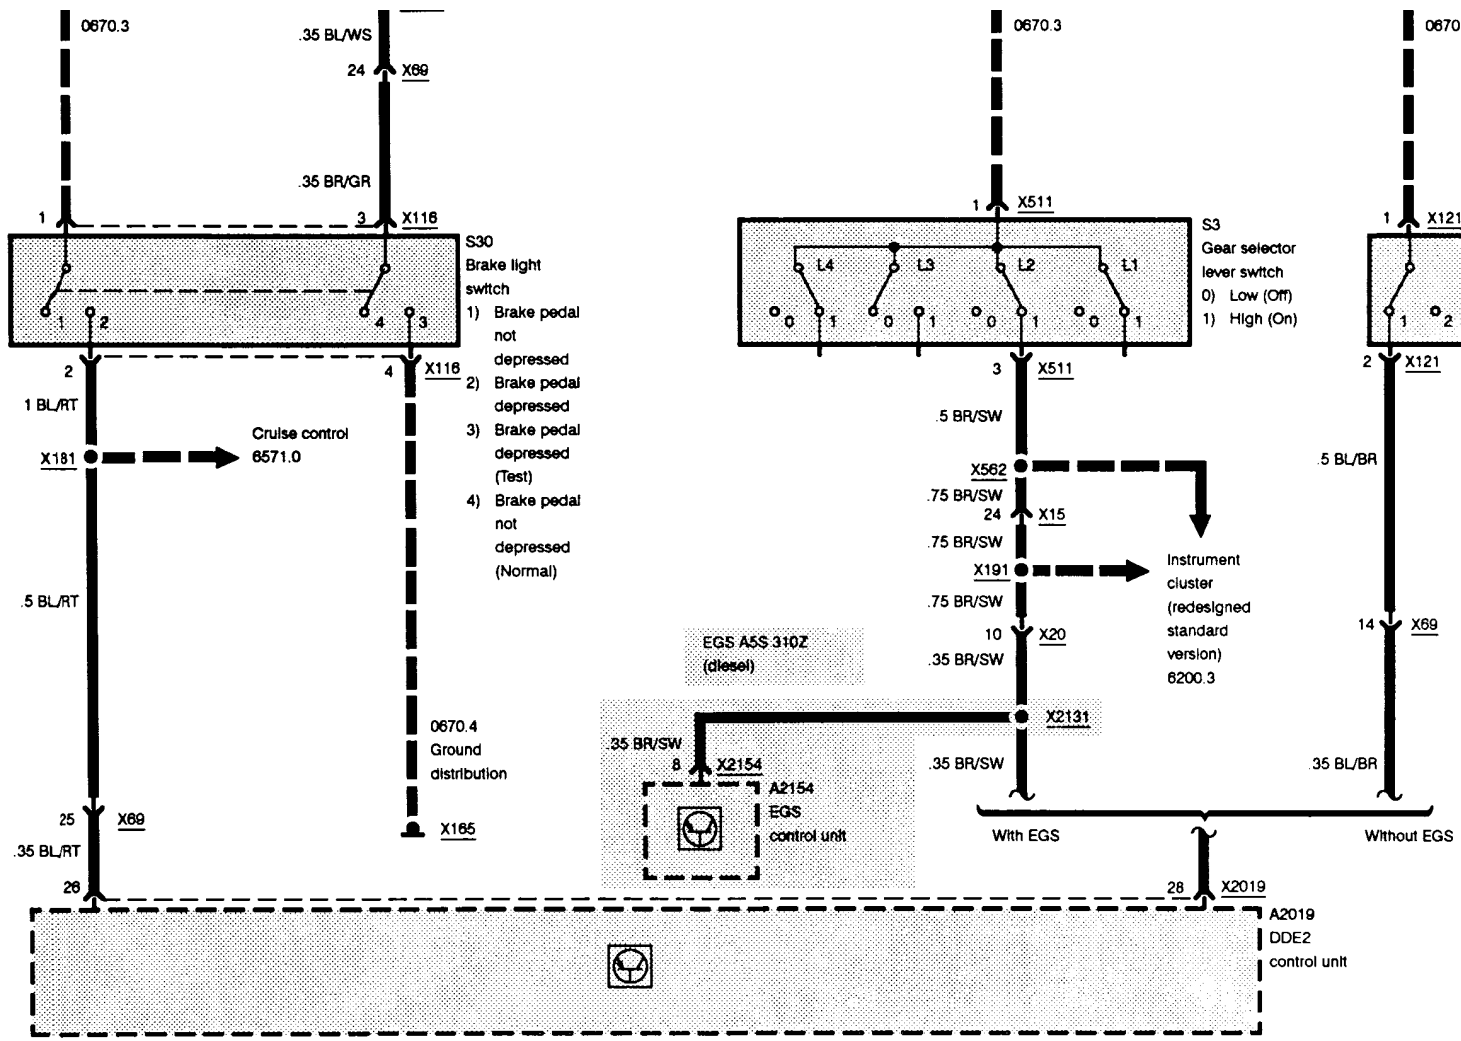 0670.3
.35 BL/WS
24 X69
.35 BR/GR
1
3 X116
S30
Brake light
switch
1) Brake pedal
not
depressed
2) Brake pedal
depressed
3) Brake pedal
depressed
(Test)
4) Brake pedal
not
depressed
(Normal)
1 2
4 3
2
4 X116
1 BL/RT
X181
Cruise control
6571.0
.5 BL/RT
0670.4
Ground
distribution
X165
25 X69
.35 BL/RT
26
0670.3
1 X511
S3
Gear selector
lever switch
0) Low (Off)
1) High (On)
L4 L3 L2 L1
0 1 0 1 0 1 0 1
3 X511
.5 BR/SW
X562
.75 BR/SW
24 X15
.75 BR/SW
X191
.75 BR/SW
Instrument
cluster
(redesigned
standard
version)
6200.3
10 X20
.35 BR/SW
EGS A5S 310Z
(diesel)
X2131
.35 BR/SW
8 X2154
A2154
EGS
control unit
.35 BR/SW
With EGS
0670
1 X121
1 2
2 X121
.5 BL/BR
14 X69
.35 BL/BR
Without EGS
28 X2019
A2019
DDE2
control unit